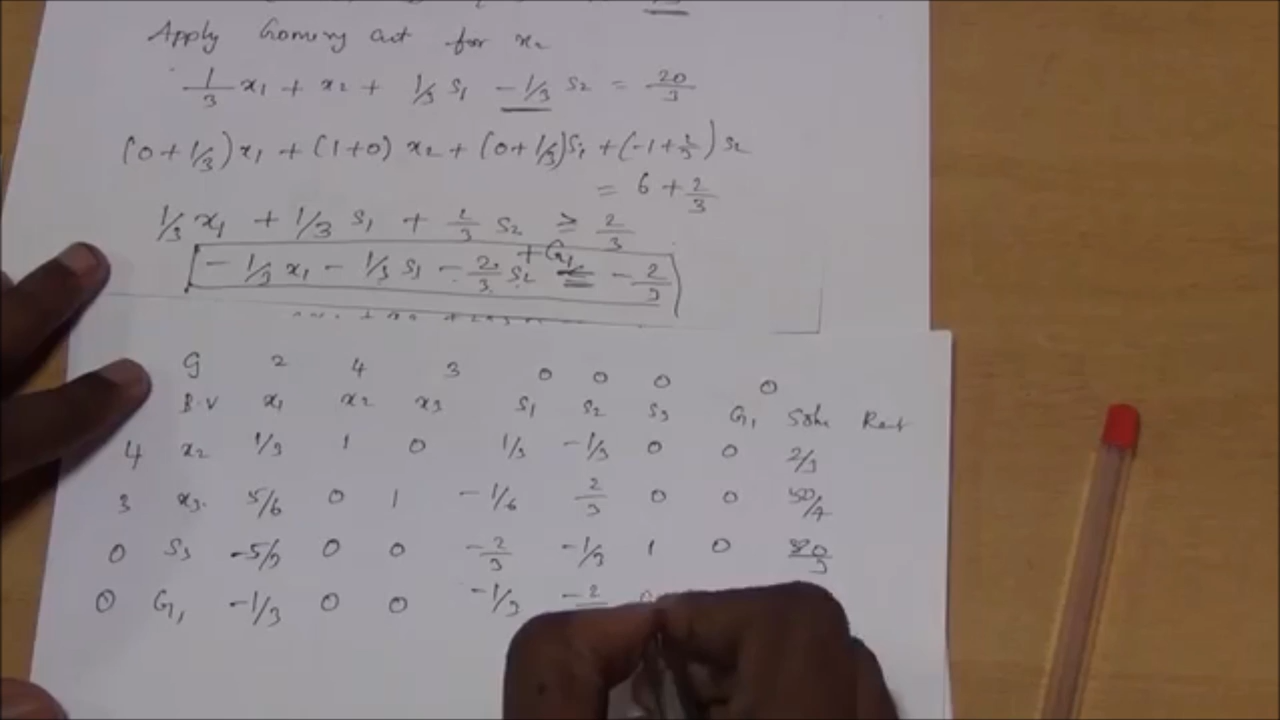 Apply Gomory cut for x₂
1/3 x₁ + x₂ + 1/3 s₁ -1/3 s₂ = 20/3
(0+1/3)x₁ + (1+0) x₂ + (0+1/3)s₁ + (-1+2/3) s₂
= 6 + 2/3
1/3 x₁ + 1/3 s₁ + 2/3 s₂ ≥ 2/3
- 1/3 x₁ - 1/3 s₁ - 2/3 s₂ + G₁ = - 2/3
Cj 2 4 3 0 0 0 0
B.V x₁ x₂ x₃ s₁ s₂ s₃ G₁ Soln
4 x₂ 1/3 1 0 1/3 -1/3 0 0 2/3
3 x₃ 5/6 0 1 -1/6 2/3 0 0 50/
0 S₃ -5/3 0 0 -2/3 -1/3 1 0 80/3
0 G₁ -1/3 0 0 -1/3 -2